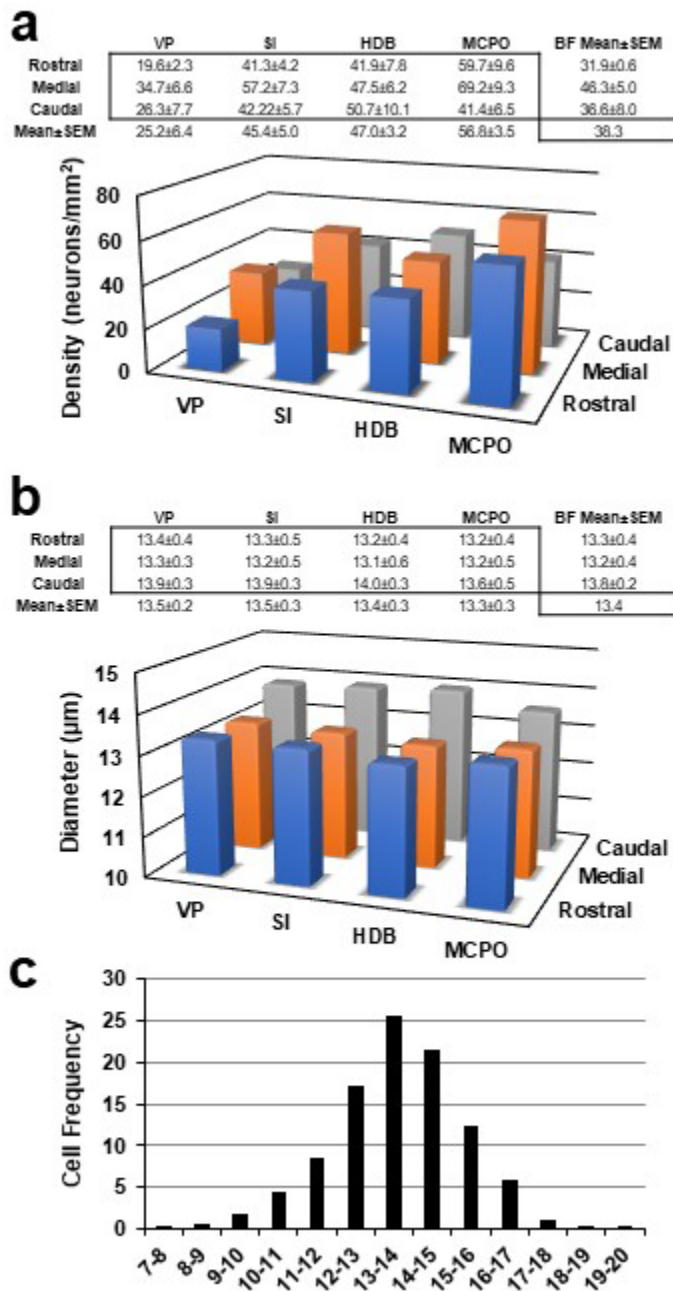 a
VP SI HDB MCPO BF Mean±SEM
Rostral 19.6±2.3 41.3±4.2 41.9±7.8 59.7±9.6 31.9±0.6
Medial 34.7±6.6 57.2±7.3 47.5±6.2 69.2±9.3 46.3±5.0
Caudal 26.3±7.7 42.22±5.7 50.7±10.1 41.4±6.5 36.6±8.0
Mean±SEM 25.2±6.4 45.4±5.0 47.0±3.2 56.8±3.5 38.3
Density (neurons/mm²)
80
60
40
20
0
VP SI HDB MCPO
Caudal
Medial
Rostral
b
VP SI HDB MCPO BF Mean±SEM
Rostral 13.4±0.4 13.3±0.5 13.2±0.4 13.2±0.4 13.3±0.4
Medial 13.3±0.3 13.2±0.5 13.1±0.6 13.2±0.5 13.2±0.4
Caudal 13.9±0.3 13.9±0.3 14.0±0.3 13.6±0.5 13.8±0.2
Mean±SEM 13.5±0.2 13.5±0.3 13.4±0.3 13.3±0.3 13.4
Diameter (µm)
15
14
13
12
11
10
VP SI HDB MCPO
Caudal
Medial
Rostral
c
Cell Frequency
30
25
20
15
10
5
0
7-8 8-9 9-10 10-11 11-12 12-13 13-14 14-15 15-16 16-17 17-18 18-19 19-20